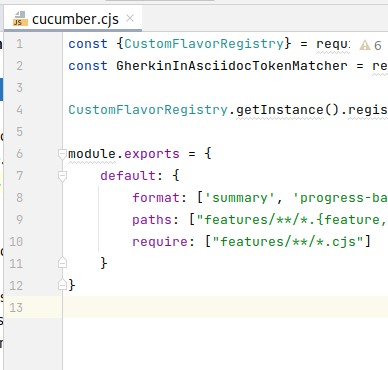 cucumber.cjs
1 const {CustomFlavorRegistry} = requi 6
2 const GherkinInAsciidocTokenMatcher = re
3
4 CustomFlavorRegistry.getInstance().regis
5
6 module.exports = {
7 default: {
8 format: ['summary', 'progress-ba
9 paths: ["features/**/*.{feature,
10 require: ["features/**/*.cjs"]
11 }
12 }
13